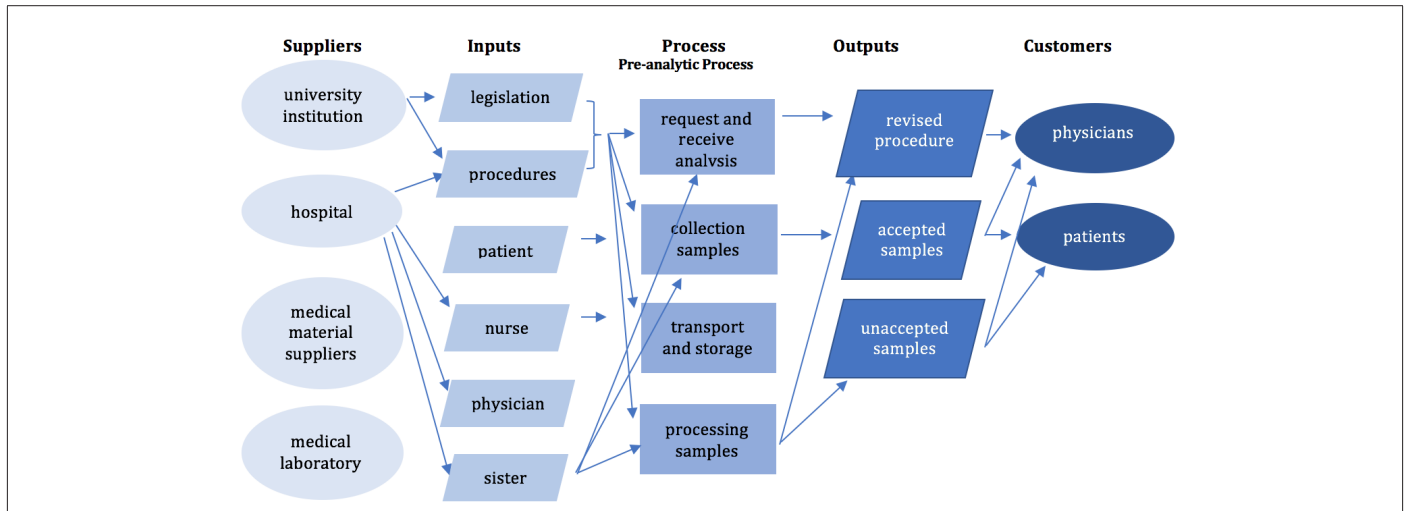 Suppliers
Inputs
Process
Pre-analytic Process
Outputs
Customers
university
institution
hospital
medical
material
suppliers
medical
laboratory
legislation
procedures
patient
nurse
physician
sister
request and
receive
analvsis
collection
samples
transport
and storage
processing
samples
revised
procedure
accepted
samples
unaccepted
samples
physicians
patients